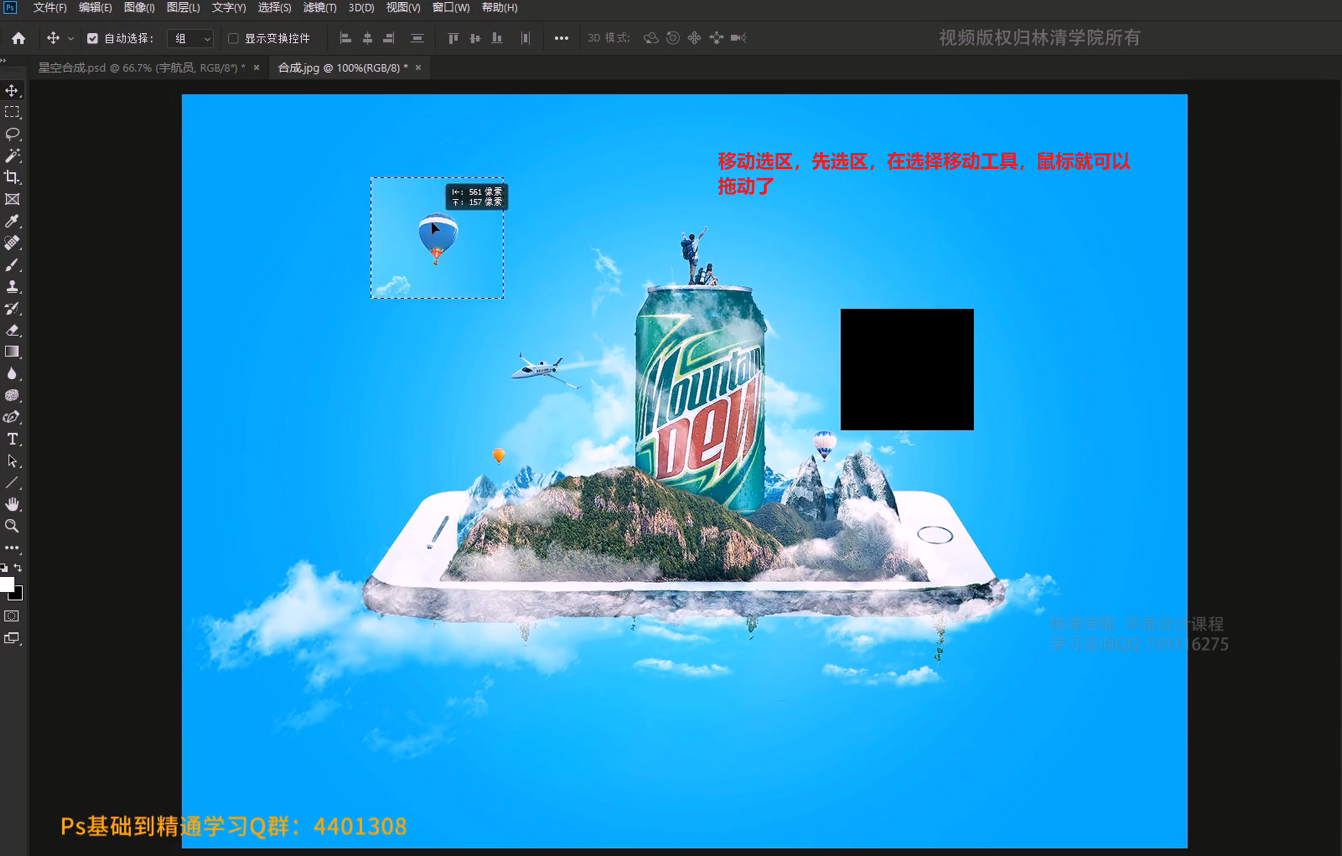 Ps
文件(F) 编辑(E) 图像(I) 图层(L) 文字(Y) 选择(S) 滤镜(T) 3D(D) 视图(V) 窗口(W) 帮助(H)
自动选择: 组 显示变换控件 3D 模式:
视频版权归林清学院所有
星空合成.psd @ 66.7% (宇航员, RGB/8*) * × 合成.jpg @ 100%(RGB/8) * ×
移动选区，先选区，在选择移动工具，鼠标就可以
拖动了
561 像素
157 像素
Mountain
Dew
林清学院
设计课程
学习咨询QQ
16275
Ps基础到精通学习Q群：4401308